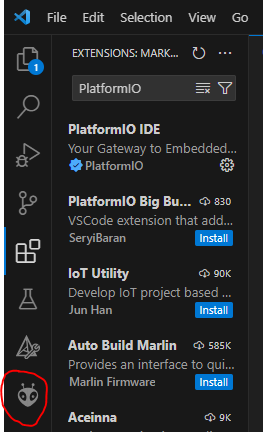 File Edit Selection View Go
EXTENSIONS: MARK...
1
PlatformIO
PlatformIO IDE
Your Gateway to Embedded...
PlatformIO
PlatformIO Big Bu... 830
VSCode extension that add...
SeryiBaran Install
IoT Utility 90K
Develop IoT project based ...
Jun Han Install
Auto Build Marlin 585K
Provides an interface to qui...
Marlin Firmware Install
Aceinna 9K